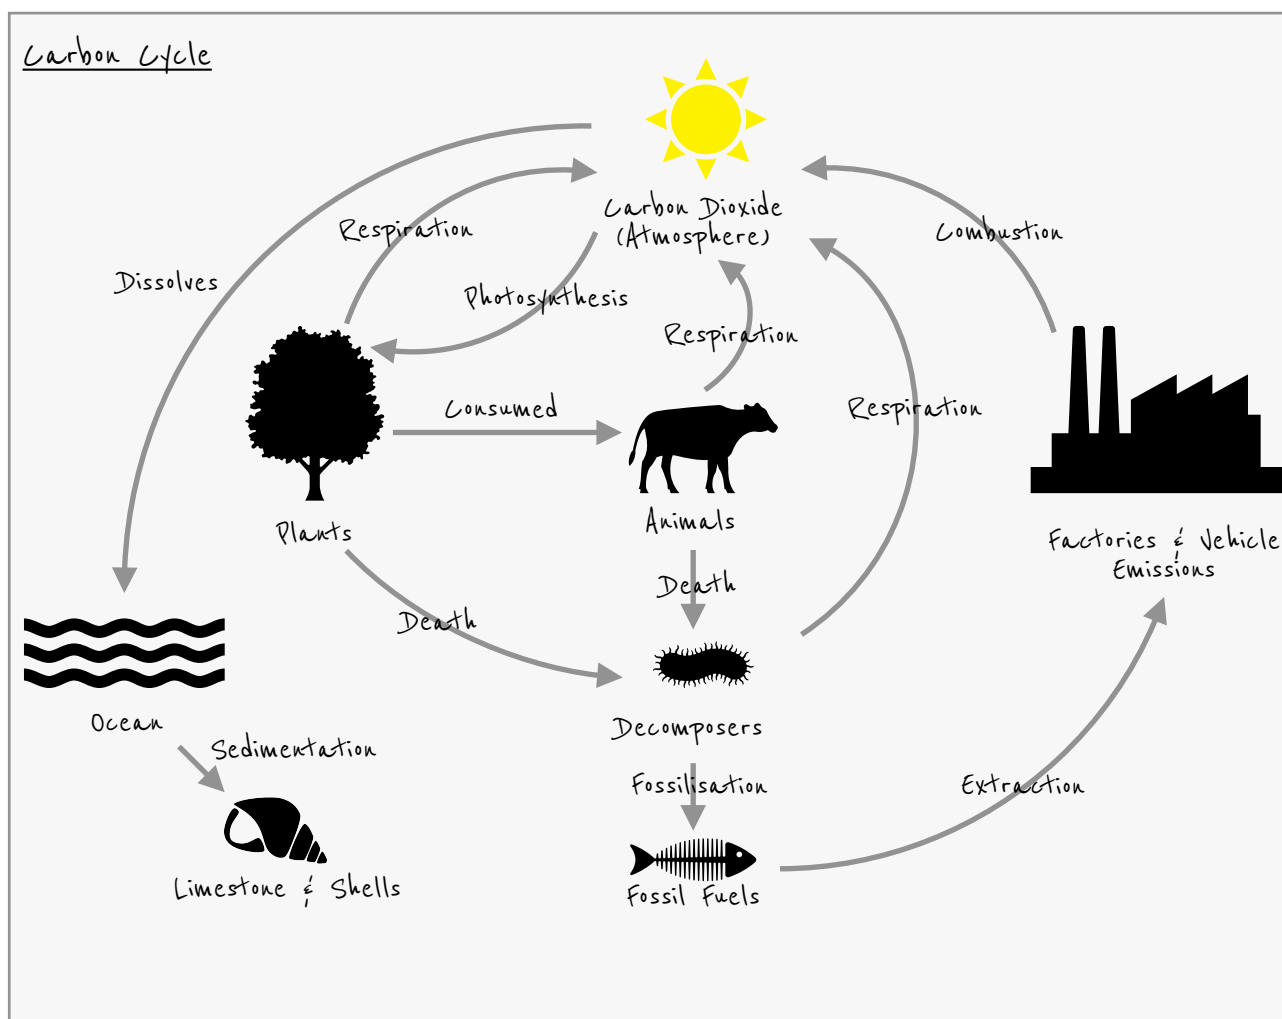 Carbon Cycle
Carbon Dioxide
(Atmosphere)
Respiration
Combustion
Dissolves
Photosynthesis
Respiration
Consumed
Respiration
Animals
Plants
Factories & Vehicle
Emissions
Death
Death
Ocean
Decomposers
Sedimentation
Fossilisation
Extraction
Limestone & Shells
Fossil Fuels